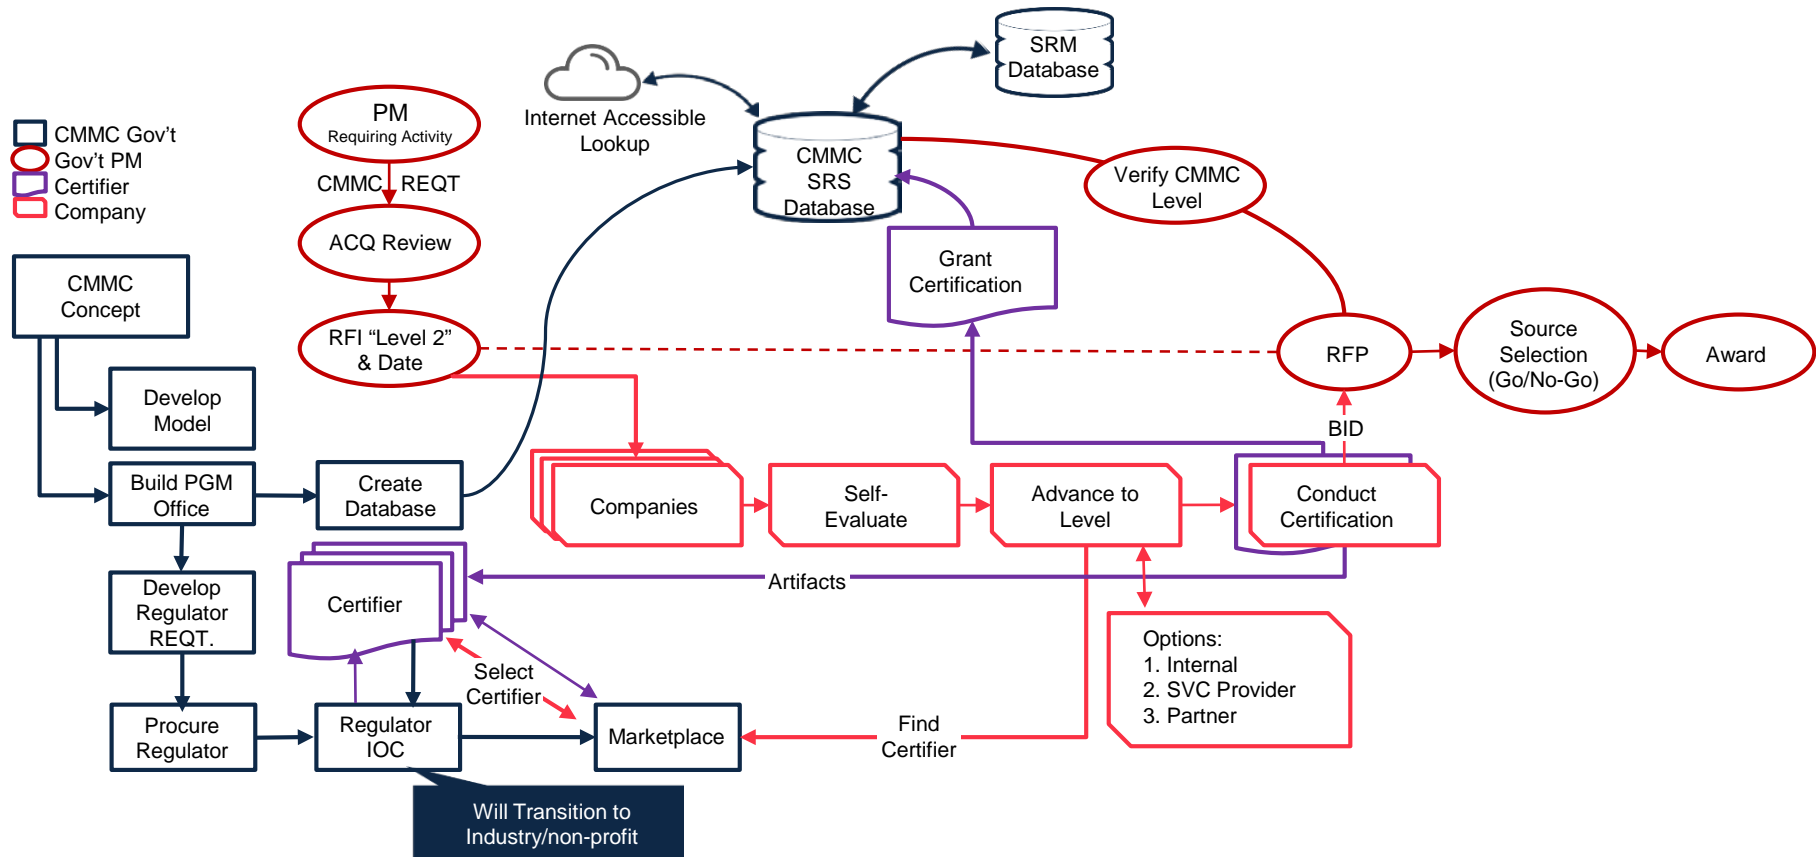 SRM
Database
Internet Accessible
Lookup
CMMC Gov't
Gov't PM
Certifier
Company
PM
Requiring Activity
CMMC REQT
ACQ Review
RFI “Level 2”
& Date
CMMC
SRS
Database
Verify CMMC
Level
Grant
Certification
CMMC
Concept
RFP
Source
Selection
(Go/No-Go)
Award
Develop
Model
BID
Build PGM
Office
Create
Database
Companies
Self-
Evaluate
Advance to
Level
Conduct
Certification
Artifacts
Develop
Regulator
REQT.
Certifier
Select
Certifier
Options:
1. Internal
2. SVC Provider
3. Partner
Procure
Regulator
Regulator
IOC
Marketplace
Find
Certifier
Will Transition to
Industry/non-profit